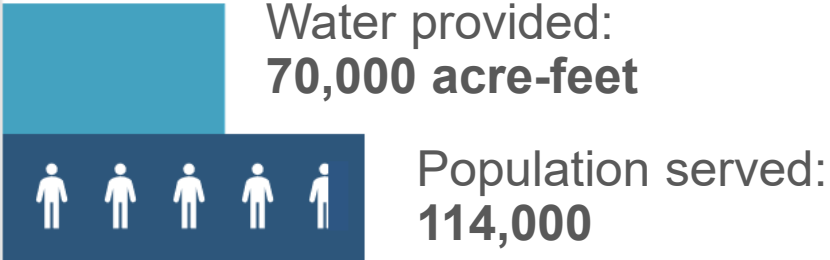 Water provided:
70,000 acre-feet
Population served:
114,000